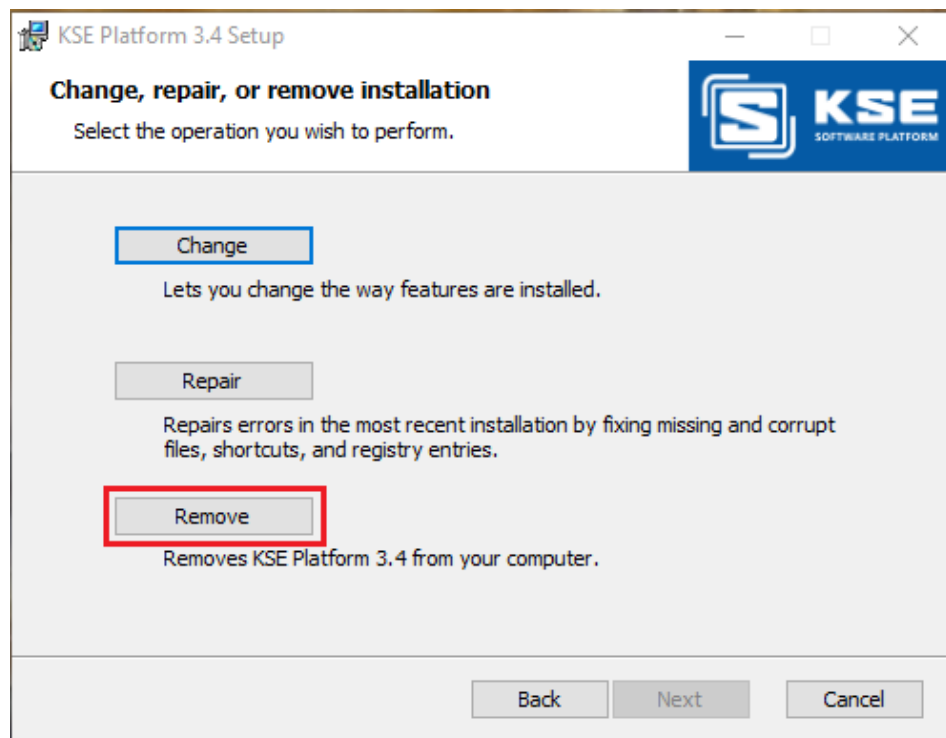 KSE Platform 3.4 Setup
Change, repair, or remove installation
Select the operation you wish to perform.
S KSE
SOFTWARE PLATFORM
Change
Lets you change the way features are installed.
Repair
Repairs errors in the most recent installation by fixing missing and corrupt
files, shortcuts, and registry entries.
Remove
Removes KSE Platform 3.4 from your computer.
Back Next Cancel